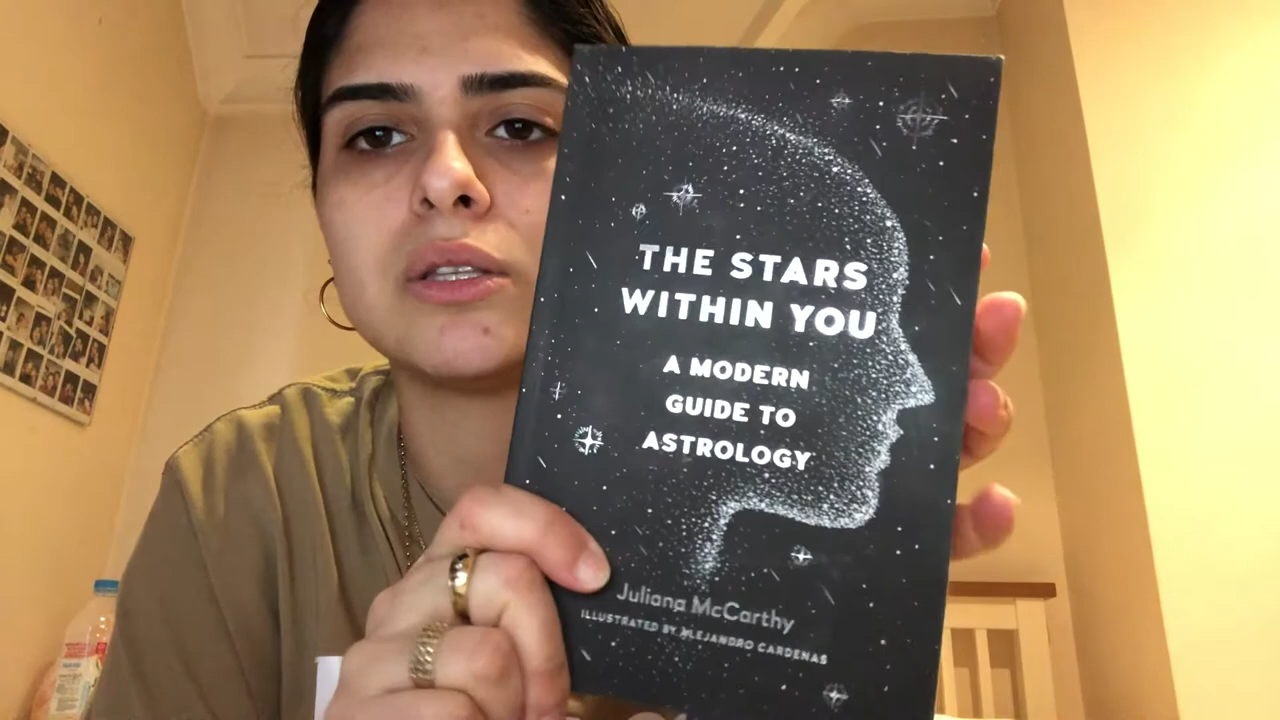 THE STARS
WITHIN YOU
A MODERN
GUIDE TO
ASTROLOGY
Juliana McCarthy
ILLUSTRATED BY ALEJANDRO CARDENAS